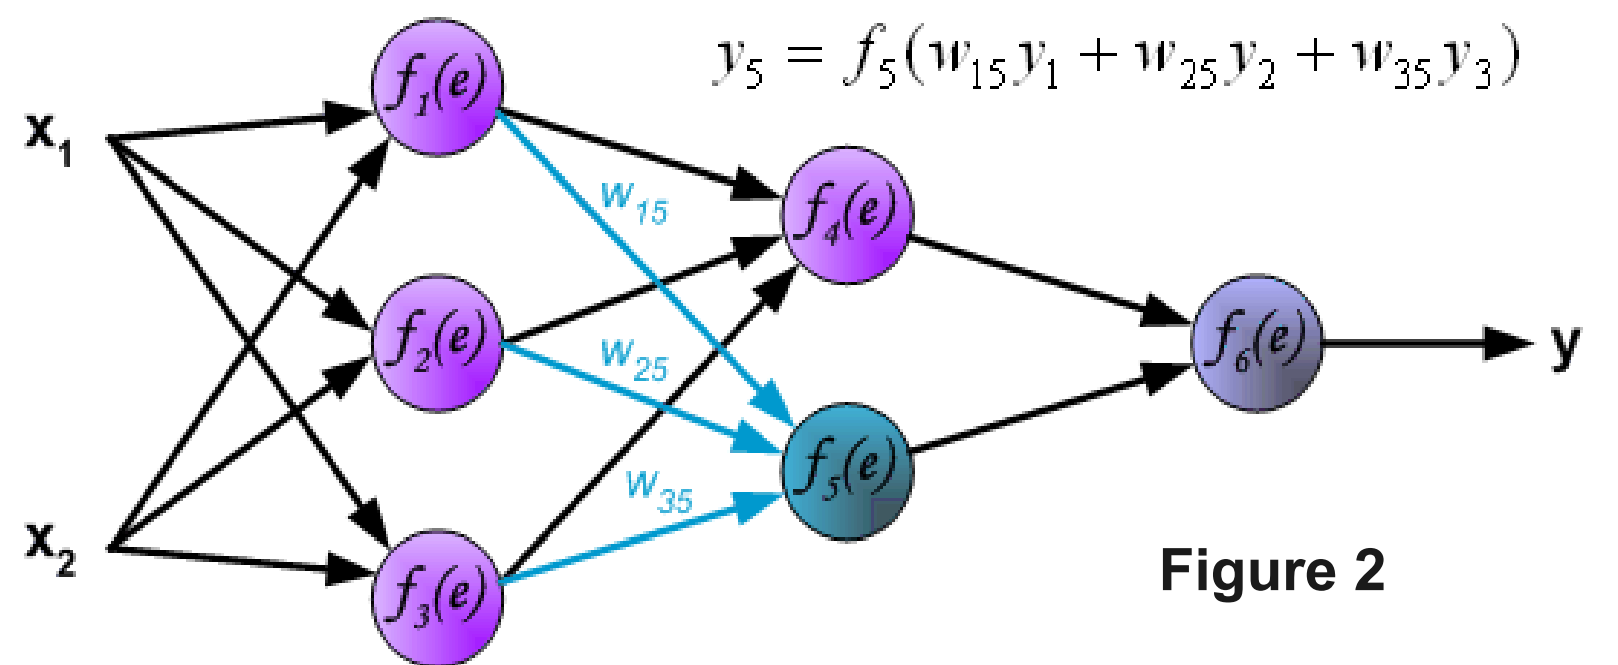 y5 = f5(w15y1 + w25y2 + w35y3)
f1(e)
x1
w15
f4(e)
f2(e)
w25
f6(e)
y
f5(e)
w35
x2
f3(e)
Figure 2